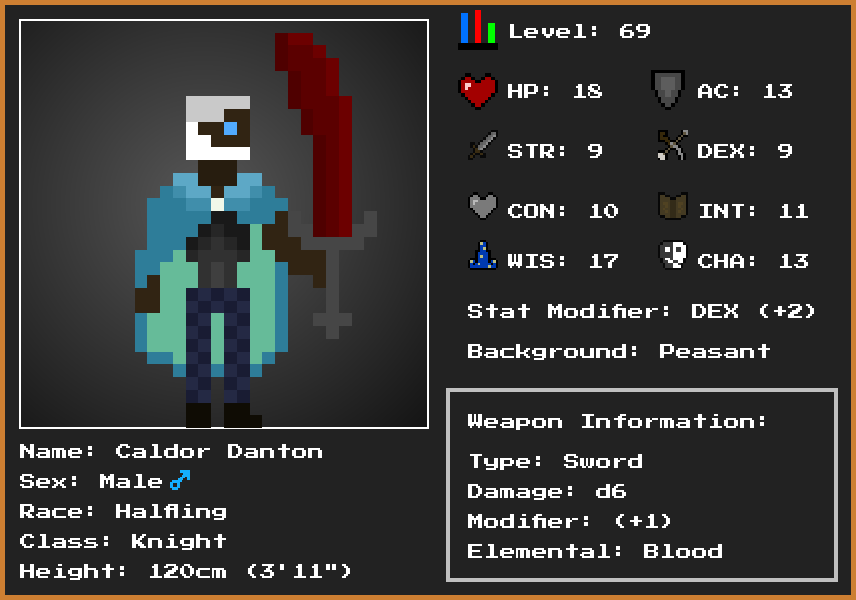 Level: 69
HP: 18 AC: 13
STR: 9 DEX: 9
CON: 10 INT: 11
WIS: 17 CHA: 13
Stat Modifier: DEX (+2)
Background: Peasant
Weapon Information:
Type: Sword
Damage: d6
Modifier: (+1)
Elemental: Blood
Name: Caldor Danton
Sex: Male ♂
Race: Halfling
Class: Knight
Height: 120cm (3'11")